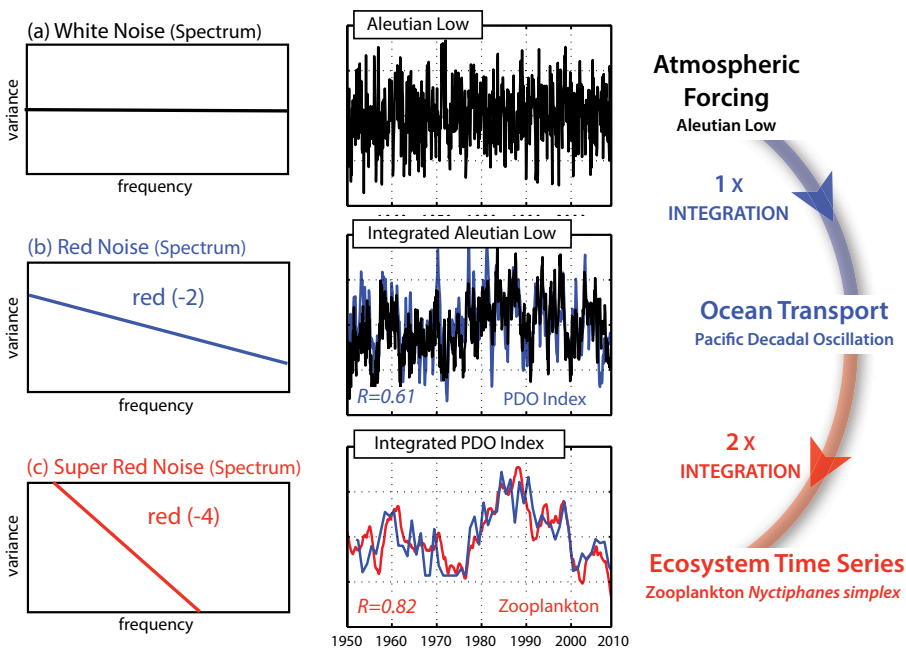 (a) White Noise (Spectrum)
variance
frequency
Aleutian Low
Atmospheric
Forcing
Aleutian Low
1 X
INTEGRATION
(b) Red Noise (Spectrum)
red (-2)
variance
frequency
Integrated Aleutian Low
R=0.61
PDO Index
Ocean Transport
Pacific Decadal Oscillation
2 X
INTEGRATION
(c) Super Red Noise (Spectrum)
red (-4)
variance
frequency
Integrated PDO Index
R=0.82
Zooplankton
1950 1960 1970 1980 1990 2000 2010
Ecosystem Time Series
Zooplankton Nyctiphanes simplex